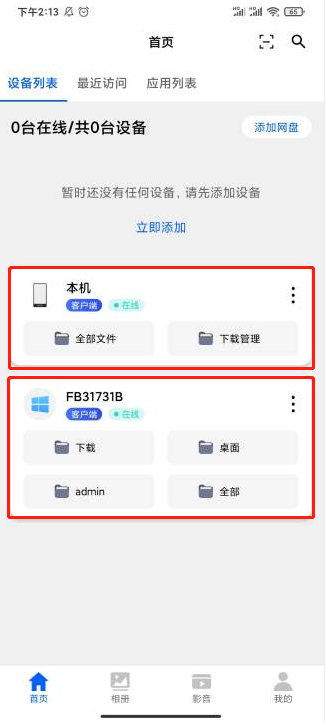 下午2:13
65
首页
设备列表 最近访问 应用列表
0台在线/共0台设备 添加网盘
暂时还没有任何设备，请先添加设备
立即添加
本机
客户端 在线
全部文件 下载管理
FB31731B
客户端 在线
下载 桌面
admin 全部
首页 相册 影音 我的